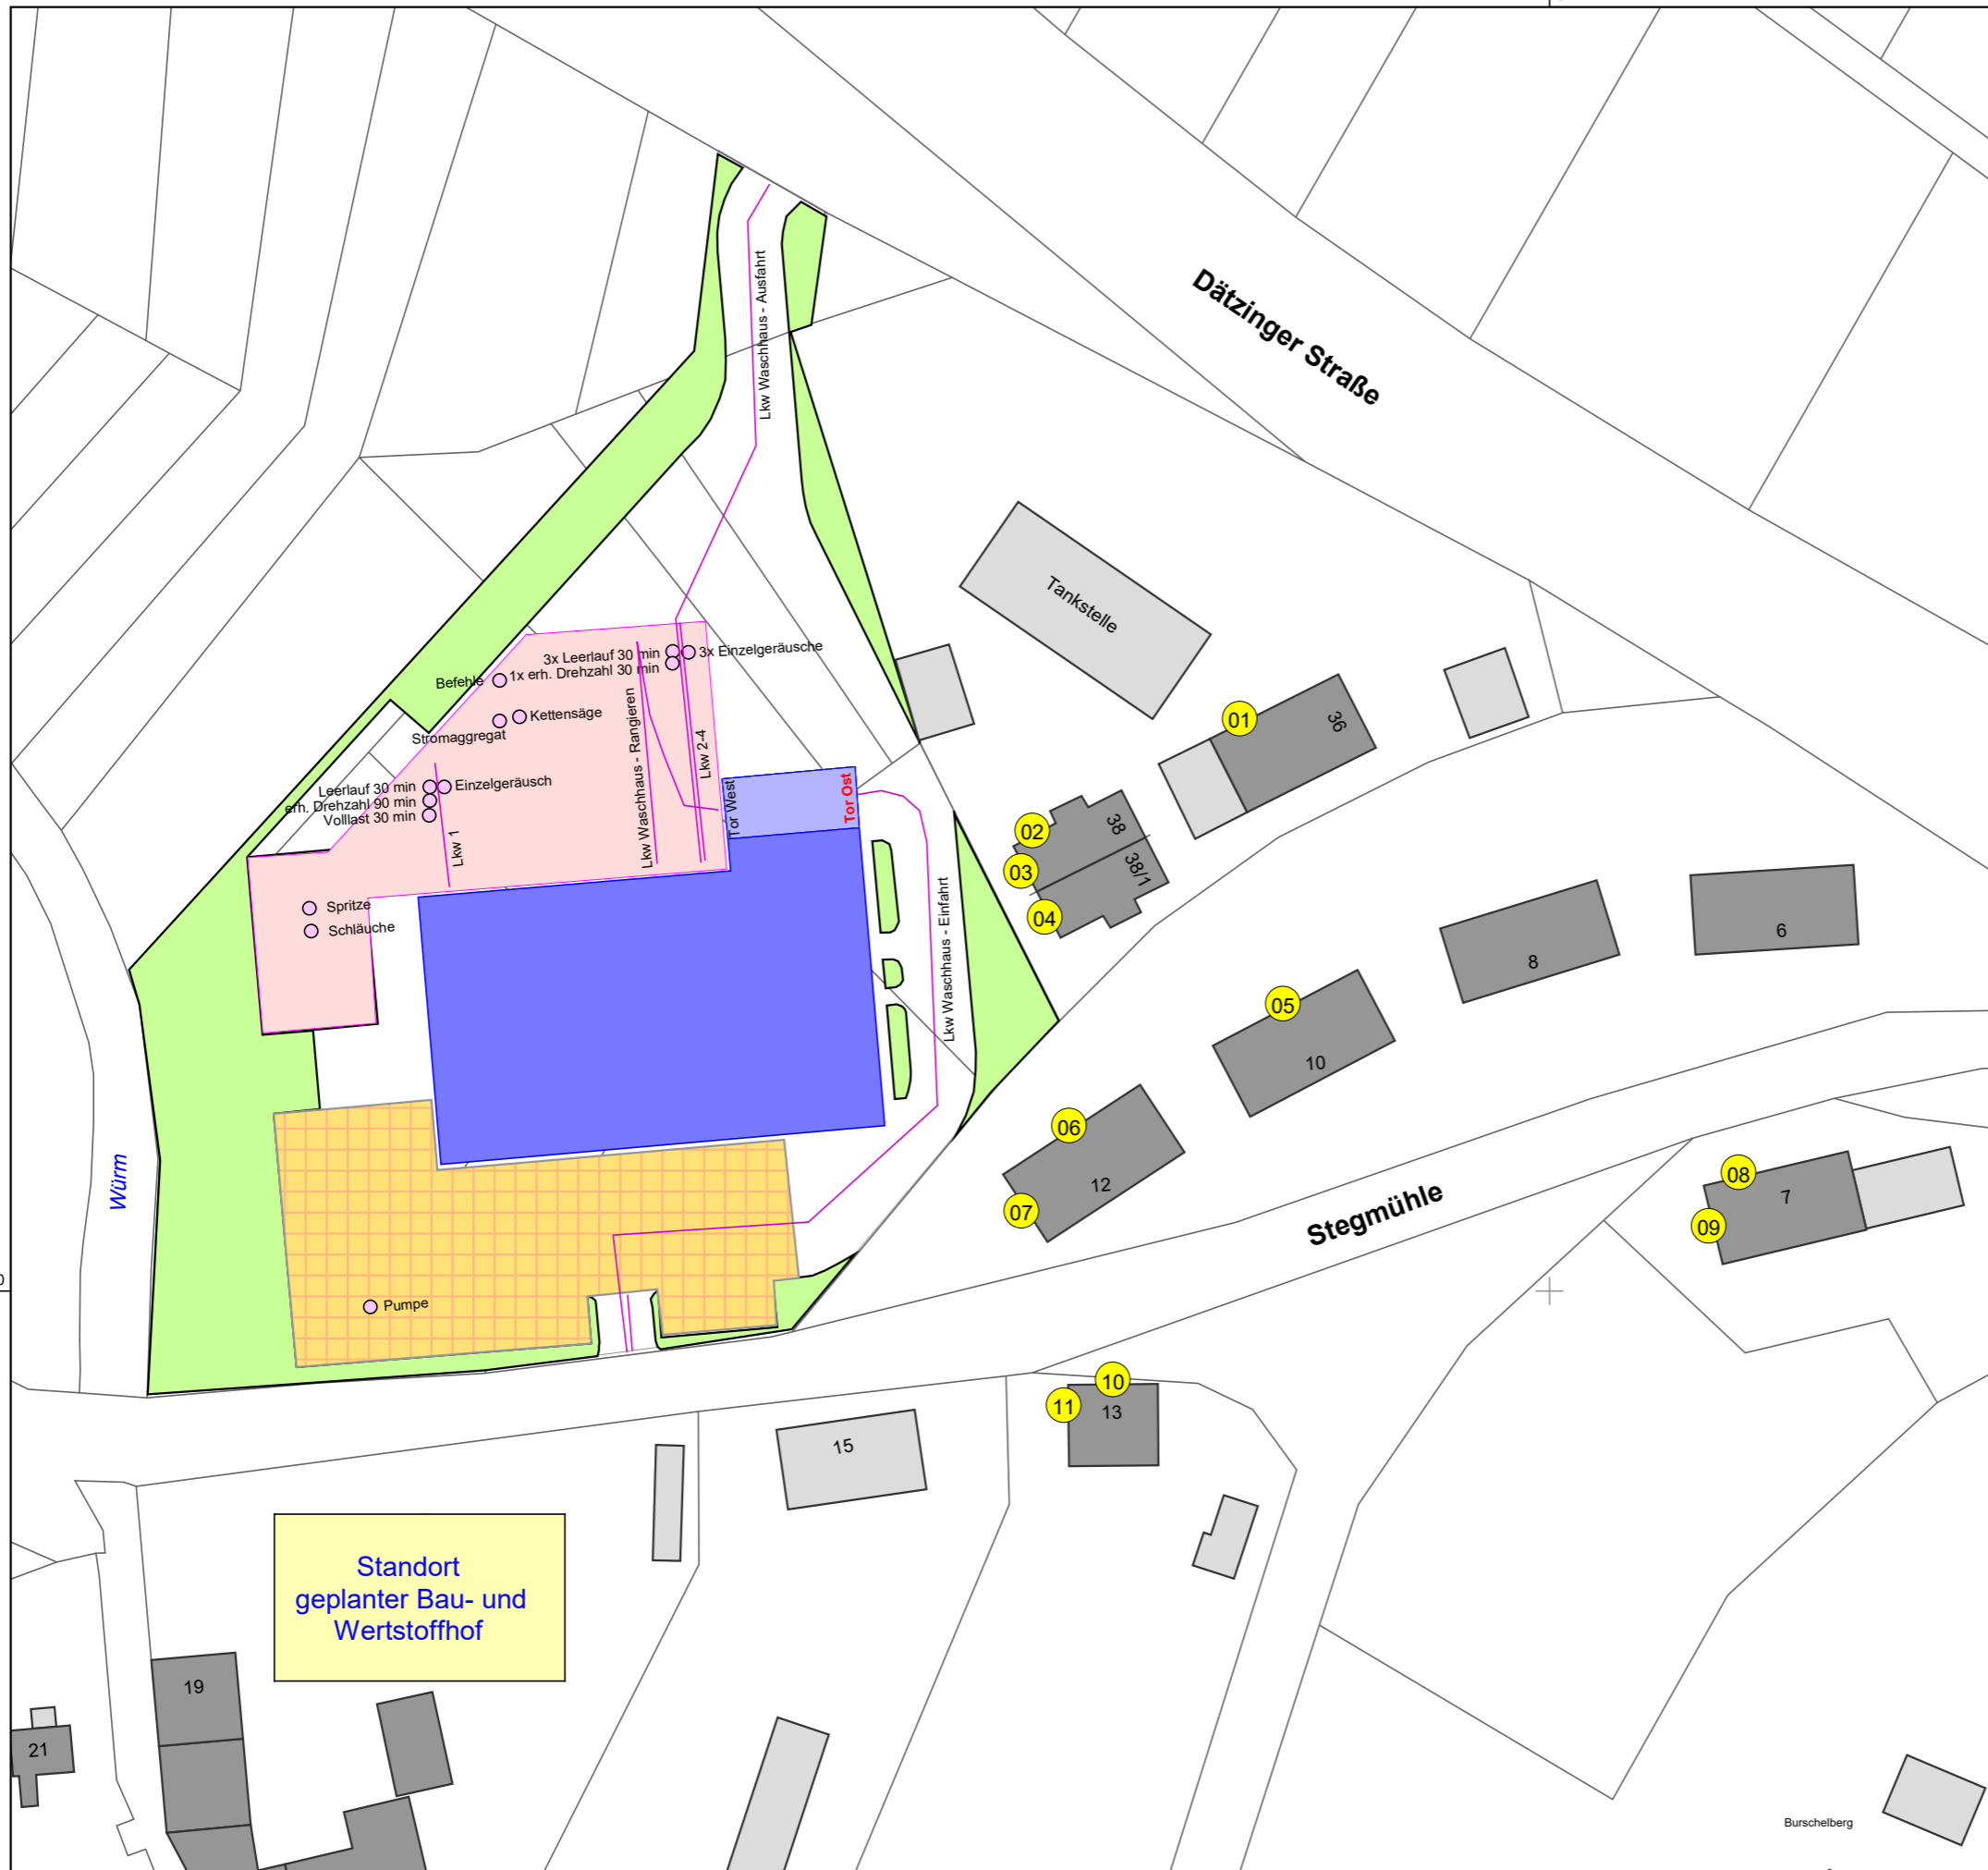 Dätzinger Straße
Lkw Waschhaus - Ausfahrt
Tankstelle
3x Leerlauf 30 min
3x Einzelgeräusche
1x erh. Drehzahl 30 min
Befehle
Kettensäge
Stromaggregat
Lkw Waschhaus - Rangieren
Lkw 2-4
Leerlauf 30 min
Einzelgeräusch
erh. Drehzahl 90 min
Volllast 30 min
Lkw 1
Tor West
Tor Ost
01
36
02
38
03
38/1
04
Spritze
Schläuche
Lkw Waschhaus - Einfahrt
6
8
05
10
06
12
07
Würm
Stegmühle
08
7
09
Pumpe
10
11
13
15
Standort
geplanter Bau- und
Wertstoffhof
19
21
Burschelberg